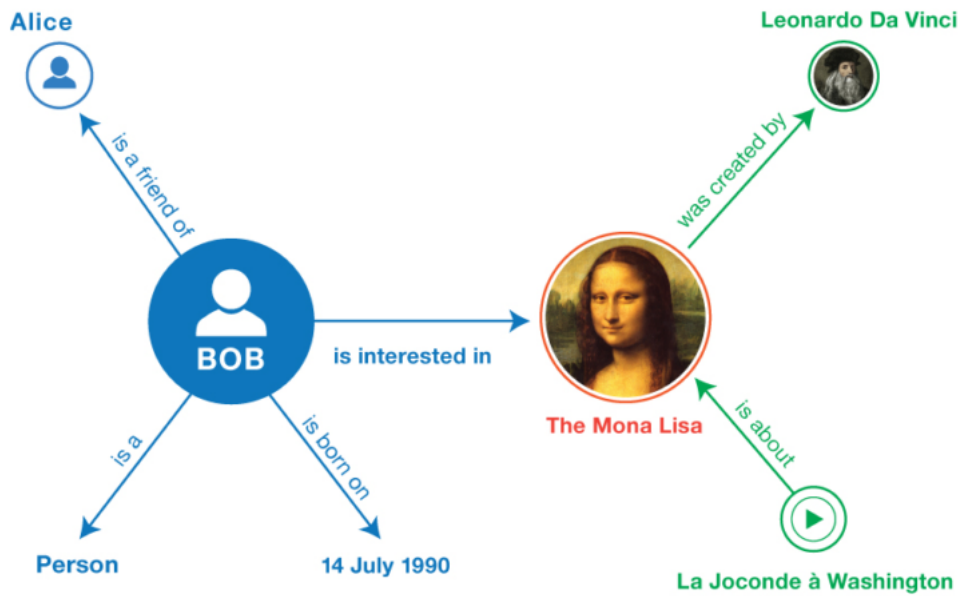 Alice
Leonardo Da Vinci
is a friend of
was created by
BOB
is interested in
The Mona Lisa
is a
is born on
is about
Person
14 July 1990
La Joconde à Washington